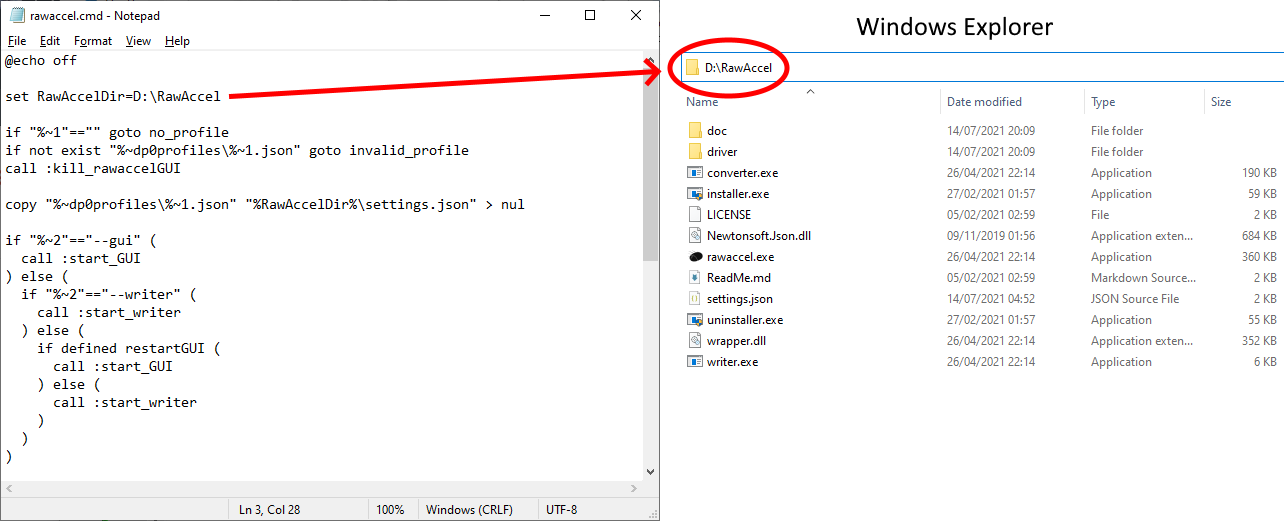 rawaccel.cmd - Notepad
File Edit Format View Help
@echo off
set RawAccelDir=D:\RawAccel
if "%~1"=="" goto no_profile
if not exist "%~dp0profiles\%~1.json" goto invalid_profile
call :kill_rawaccelGUI
copy "%~dp0profiles\%~1.json" "%RawAccelDir%\settings.json" > nul
if "%~2"=="--gui" (
  call :start_GUI
) else (
  if "%~2"=="--writer" (
    call :start_writer
  ) else (
    if defined restartGUI (
      call :start_GUI
    ) else (
      call :start_writer
    )
  )
)
Ln 3, Col 28 100% Windows (CRLF) UTF-8
Windows Explorer
D:\RawAccel
Name Date modified Type Size
doc 14/07/2021 20:09 File folder
driver 14/07/2021 20:09 File folder
converter.exe 26/04/2021 22:14 Application 190 KB
installer.exe 27/02/2021 01:57 Application 59 KB
LICENSE 05/02/2021 02:59 File 2 KB
Newtonsoft.Json.dll 09/11/2019 01:56 Application exten... 684 KB
rawaccel.exe 26/04/2021 22:14 Application 360 KB
ReadMe.md 05/02/2021 02:59 Markdown Source... 2 KB
settings.json 14/07/2021 04:52 JSON Source File 2 KB
uninstaller.exe 27/02/2021 01:57 Application 55 KB
wrapper.dll 26/04/2021 22:14 Application exten... 352 KB
writer.exe 26/04/2021 22:14 Application 6 KB